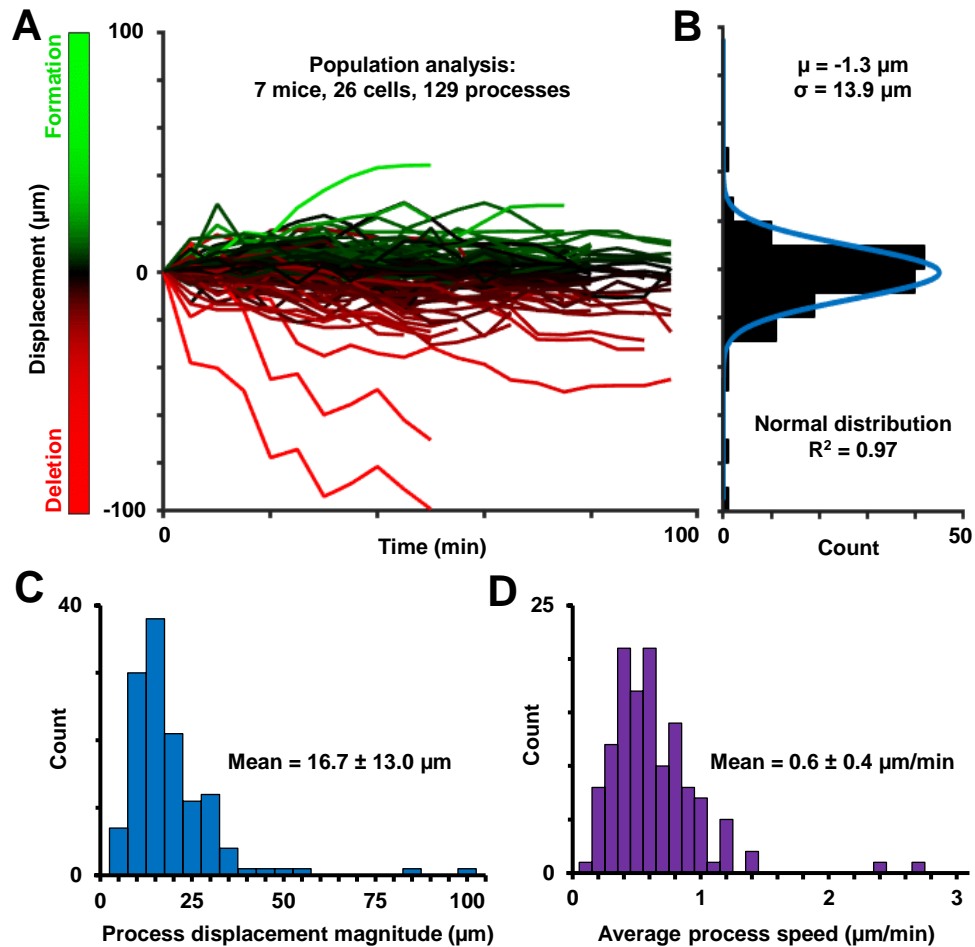 A
Formation
Displacement (µm)
Deletion
100
0
-100
Population analysis:
7 mice, 26 cells, 129 processes
0
100
Time (min)
B
µ = -1.3 µm
σ = 13.9 µm
Normal distribution
R² = 0.97
0
50
Count
C
40
0
Count
Mean = 16.7 ± 13.0 µm
0
25
50
75
100
Process displacement magnitude (µm)
D
25
0
Count
Mean = 0.6 ± 0.4 µm/min
0
1
2
3
Average process speed (µm/min)